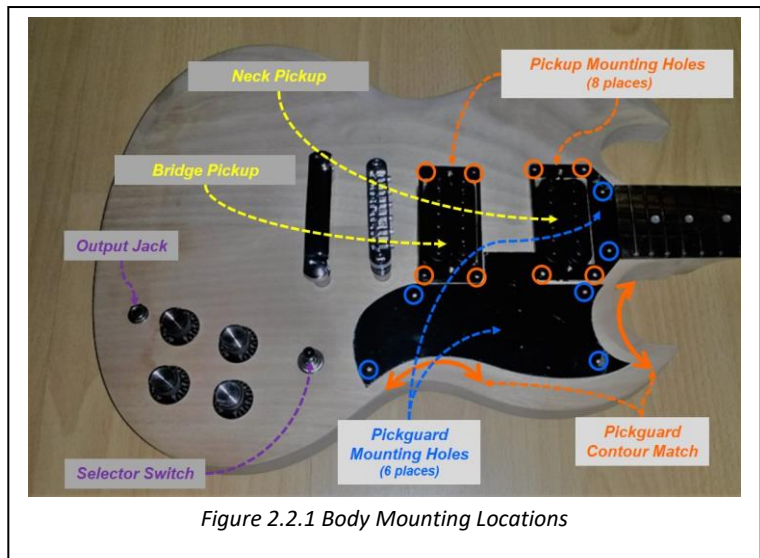 Neck Pickup
Pickup Mounting Holes
(8 places)
Bridge Pickup
Output Jack
Selector Switch
Pickguard
Mounting Holes
(6 places)
Pickguard
Contour Match
Figure 2.2.1 Body Mounting Locations